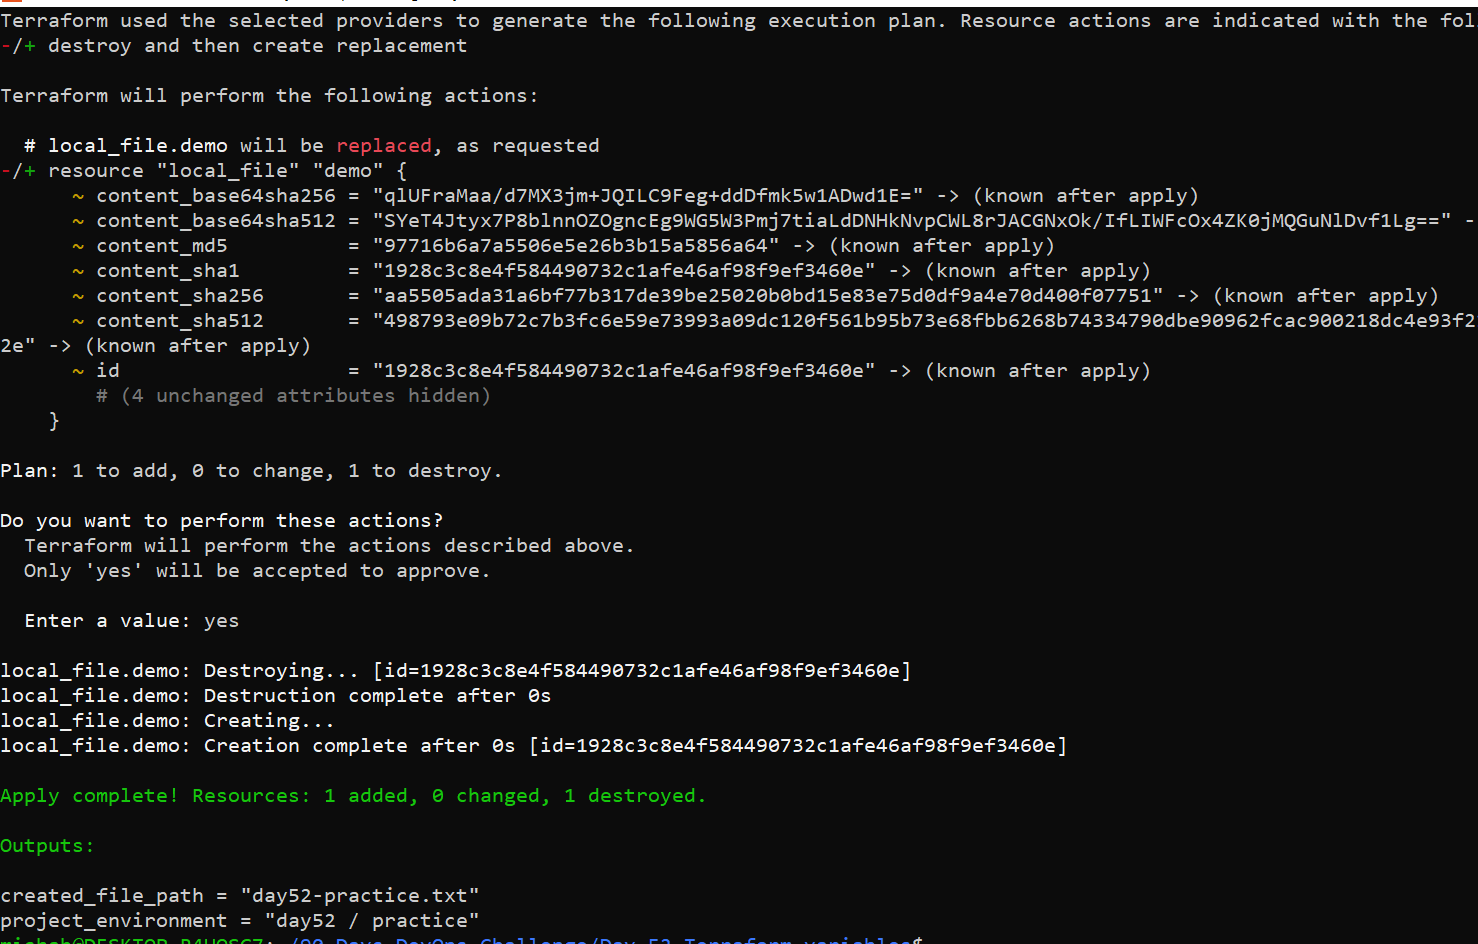 Terraform used the selected providers to generate the following execution plan. Resource actions are indicated with the fol
-/+ destroy and then create replacement
Terraform will perform the following actions:
# local_file.demo will be replaced, as requested
-/+ resource "local_file" "demo" {
~ content_base64sha256 = "qlUFraMaa/d7MX3jm+JQILC9Feg+ddDfmk5w1ADwd1E=" -> (known after apply)
~ content_base64sha512 = "SYeT4Jtyx7P8blnnOZOgncEg9WG5W3Pmj7tiaLdDNHkNvpCWL8rJACGNxOk/IfLIWFcOx4ZK0jMQGuNlDvf1Lg==" -
~ content_md5 = "97716b6a7a5506e5e26b3b15a5856a64" -> (known after apply)
~ content_sha1 = "1928c3c8e4f584490732c1afe46af98f9ef3460e" -> (known after apply)
~ content_sha256 = "aa5505ada31a6bf77b317de39be25020b0bd15e83e75d0df9a4e70d400f07751" -> (known after apply)
~ content_sha512 = "498793e09b72c7b3fc6e59e73993a09dc120f561b95b73e68fbb6268b74334790dbe90962fcac900218dc4e93f2
2e" -> (known after apply)
~ id = "1928c3c8e4f584490732c1afe46af98f9ef3460e" -> (known after apply)
# (4 unchanged attributes hidden)
}
Plan: 1 to add, 0 to change, 1 to destroy.
Do you want to perform these actions?
Terraform will perform the actions described above.
Only 'yes' will be accepted to approve.
Enter a value: yes
local_file.demo: Destroying... [id=1928c3c8e4f584490732c1afe46af98f9ef3460e]
local_file.demo: Destruction complete after 0s
local_file.demo: Creating...
local_file.demo: Creation complete after 0s [id=1928c3c8e4f584490732c1afe46af98f9ef3460e]
Apply complete! Resources: 1 added, 0 changed, 1 destroyed.
Outputs:
created_file_path = "day52-practice.txt"
project_environment = "day52 / practice"